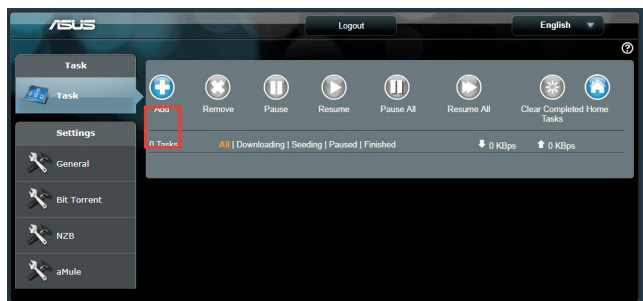 ASUS
Logout
English
Task
Task
Settings
General
Bit Torrent
NZB
aMule
Add
Remove
Pause
Resume
Pause All
Resume All
Clear Completed Tasks
Home
0 Tasks
All | Downloading | Seeding | Paused | Finished
0 KBps
0 KBps